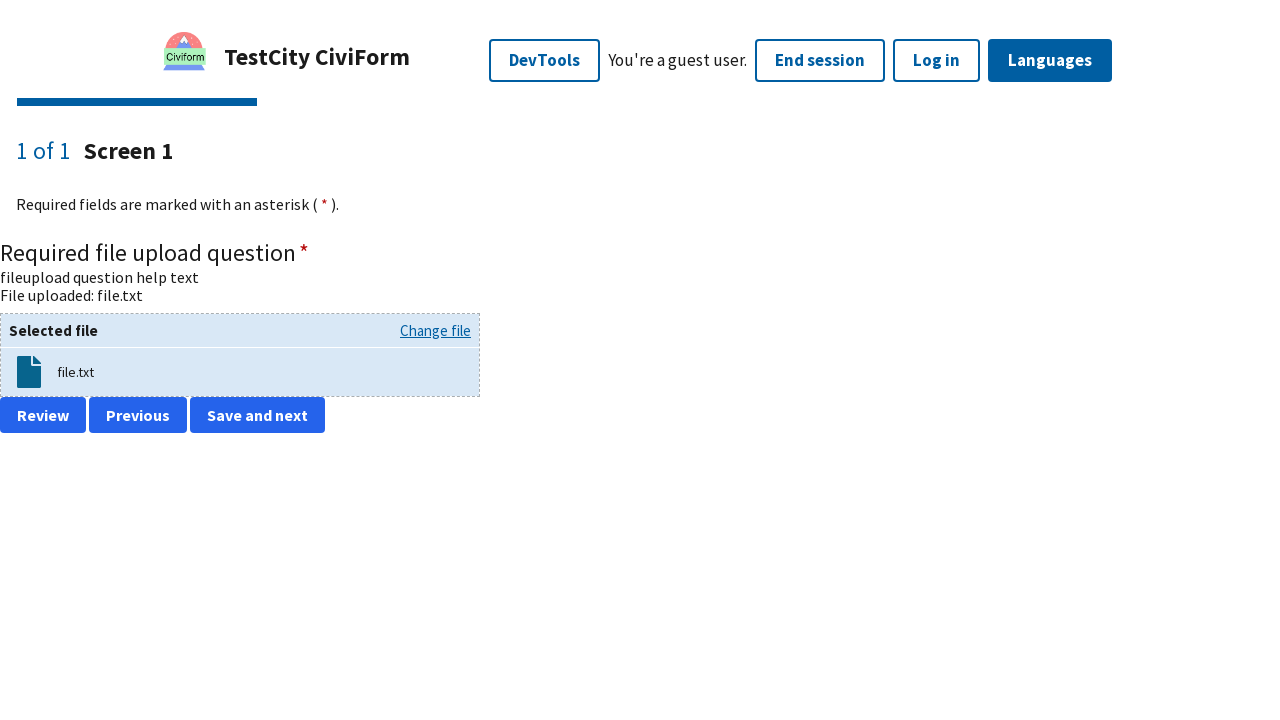 Civiform
TestCity CiviForm
DevTools
You're a guest user.
End session
Log in
Languages
1 of 1 Screen 1
Required fields are marked with an asterisk ( * ).
Required file upload question *
fileupload question help text
File uploaded: file.txt
Selected file
Change file
file.txt
Review
Previous
Save and next